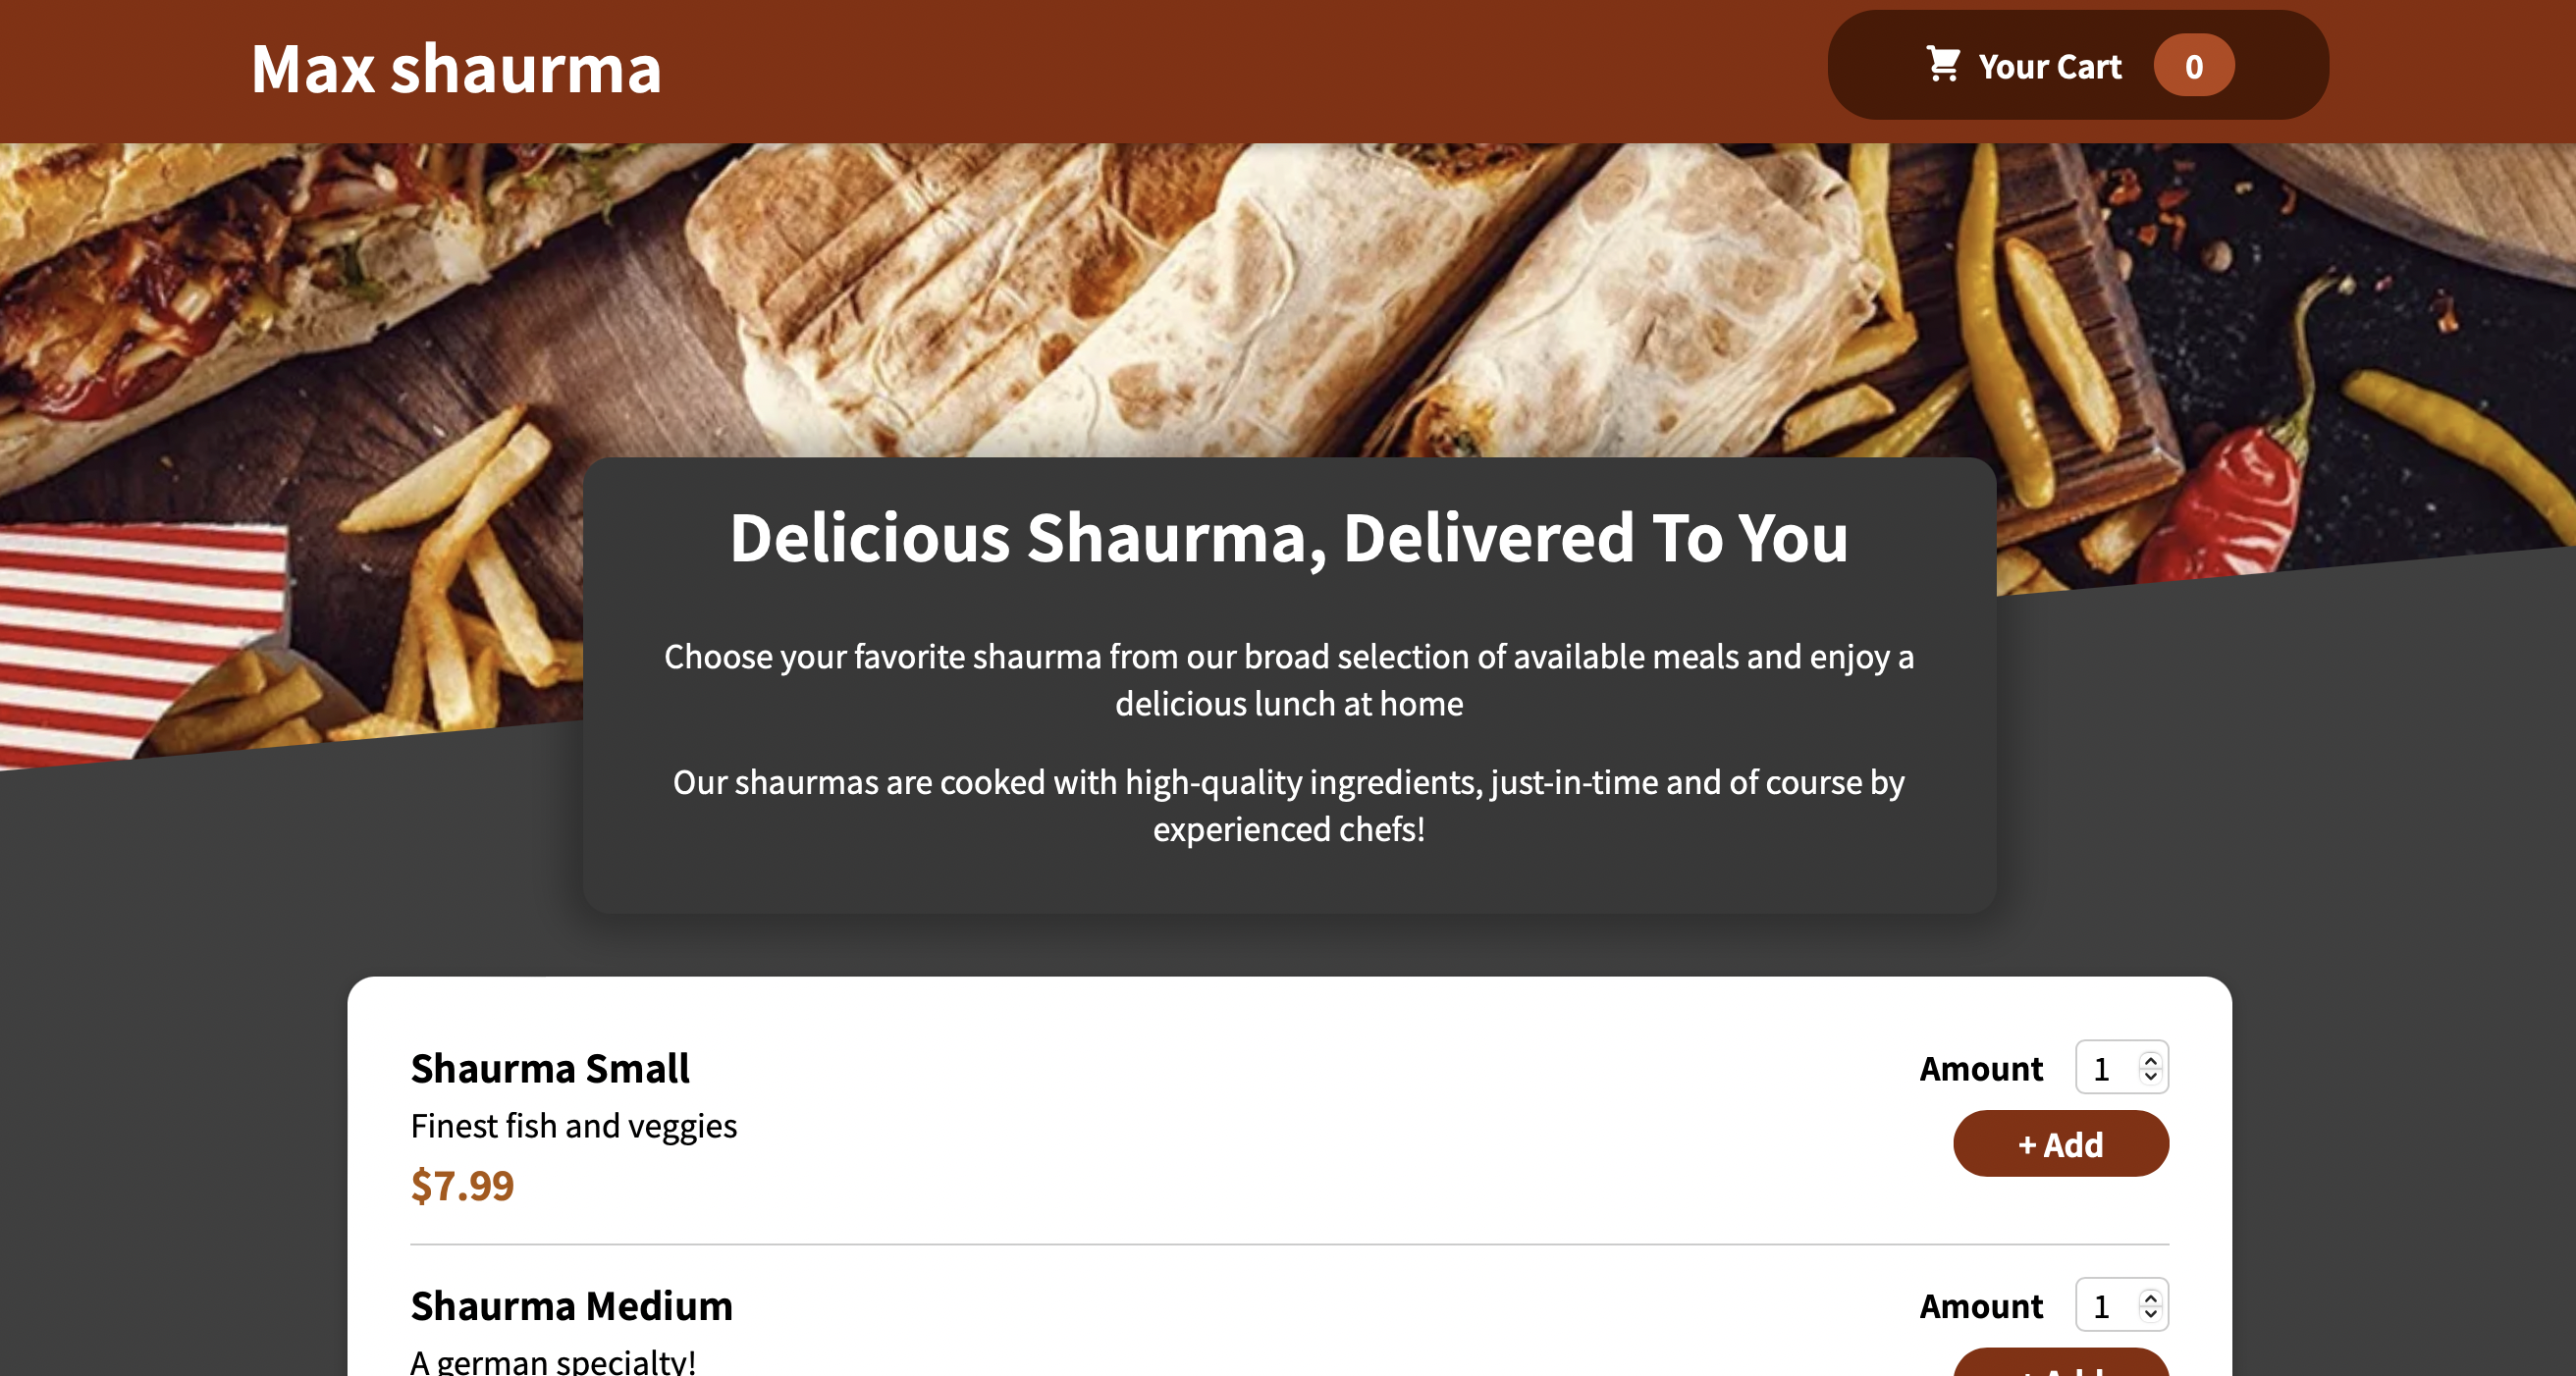 Max shaurma
Your Cart 0
Delicious Shaurma, Delivered To You
Choose your favorite shaurma from our broad selection of available meals and enjoy a
delicious lunch at home
Our shaurmas are cooked with high-quality ingredients, just-in-time and of course by
experienced chefs!
Shaurma Small
Amount 1
Finest fish and veggies
+ Add
$7.99
Shaurma Medium
Amount 1
A german specialty!
+ Add